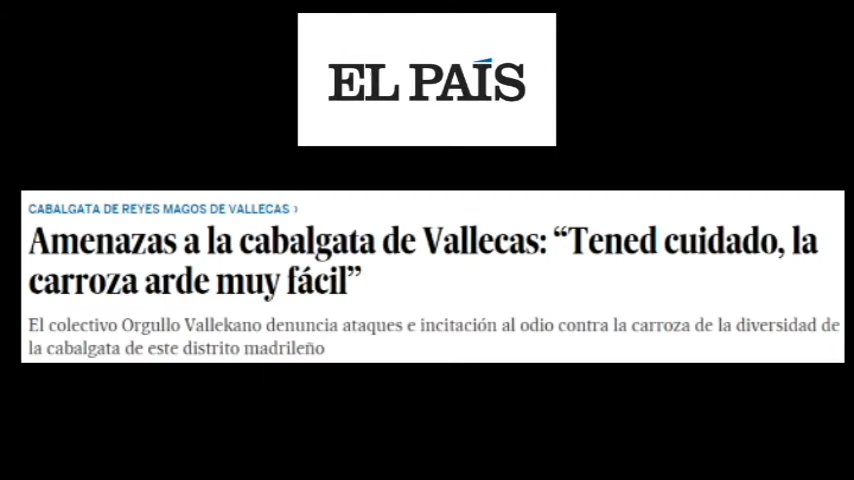 EL PAÍS
CABALGATA DE REYES MAGOS DE VALLECAS ›
Amenazas a la cabalgata de Vallecas: “Tened cuidado, la
carroza arde muy fácil”
El colectivo Orgullo Vallekano denuncia ataques e incitación al odio contra la carroza de la diversidad de
la cabalgata de este distrito madrileño